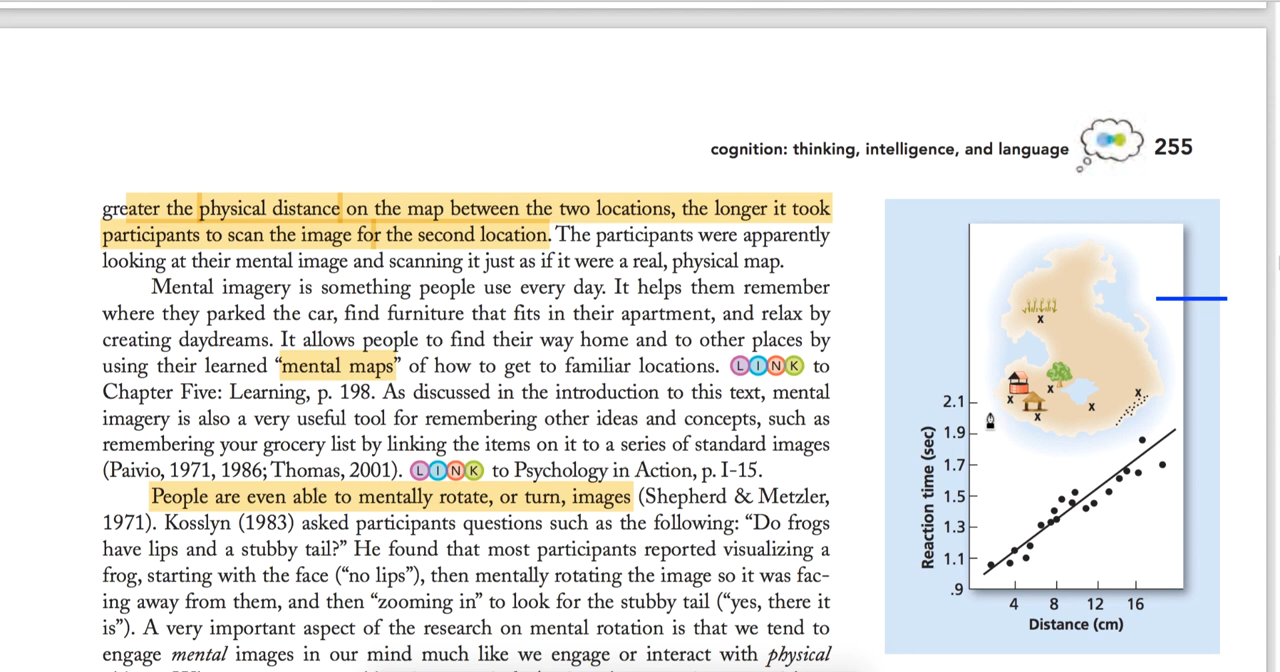 cognition: thinking, intelligence, and language 255
greater the physical distance on the map between the two locations, the longer it took
participants to scan the image for the second location. The participants were apparently
looking at their mental image and scanning it just as if it were a real, physical map.
Mental imagery is something people use every day. It helps them remember
where they parked the car, find furniture that fits in their apartment, and relax by
creating daydreams. It allows people to find their way home and to other places by
using their learned “mental maps” of how to get to familiar locations. LINK to
Chapter Five: Learning, p. 198. As discussed in the introduction to this text, mental
imagery is also a very useful tool for remembering other ideas and concepts, such as
remembering your grocery list by linking the items on it to a series of standard images
(Paivio, 1971, 1986; Thomas, 2001). LINK to Psychology in Action, p. I-15.
People are even able to mentally rotate, or turn, images (Shepherd & Metzler,
1971). Kosslyn (1983) asked participants questions such as the following: “Do frogs
have lips and a stubby tail?” He found that most participants reported visualizing a
frog, starting with the face (“no lips”), then mentally rotating the image so it was fac-
ing away from them, and then “zooming in” to look for the stubby tail (“yes, there it
is”). A very important aspect of the research on mental rotation is that we tend to
engage mental images in our mind much like we engage or interact with physical
x
x
x
x
x
x
Reaction time (sec)
2.1
1.9
1.7
1.5
1.3
1.1
.9
4 8 12 16
Distance (cm)